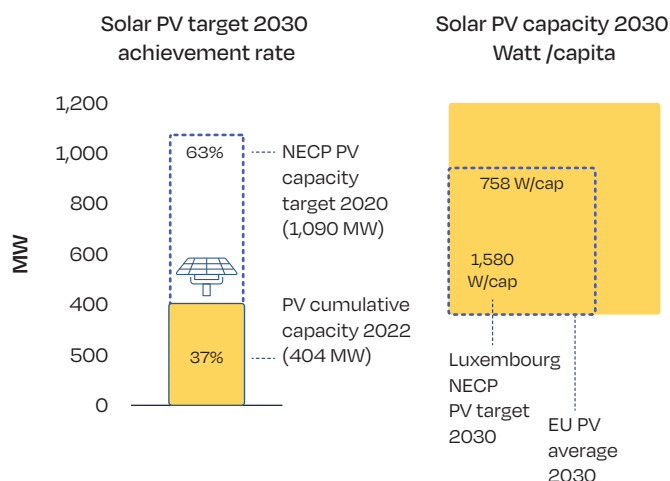 Solar PV target 2030
achievement rate
1,200
1,000
800
600
400
500
0
MW
63%
37%
NECP PV
capacity
target 2020
(1,090 MW)
PV cumulative
capacity 2022
(404 MW)
Solar PV capacity 2030
Watt /capita
758 W/cap
1,580
W/cap
Luxembourg
NECP
PV target
2030
EU PV
average
2030